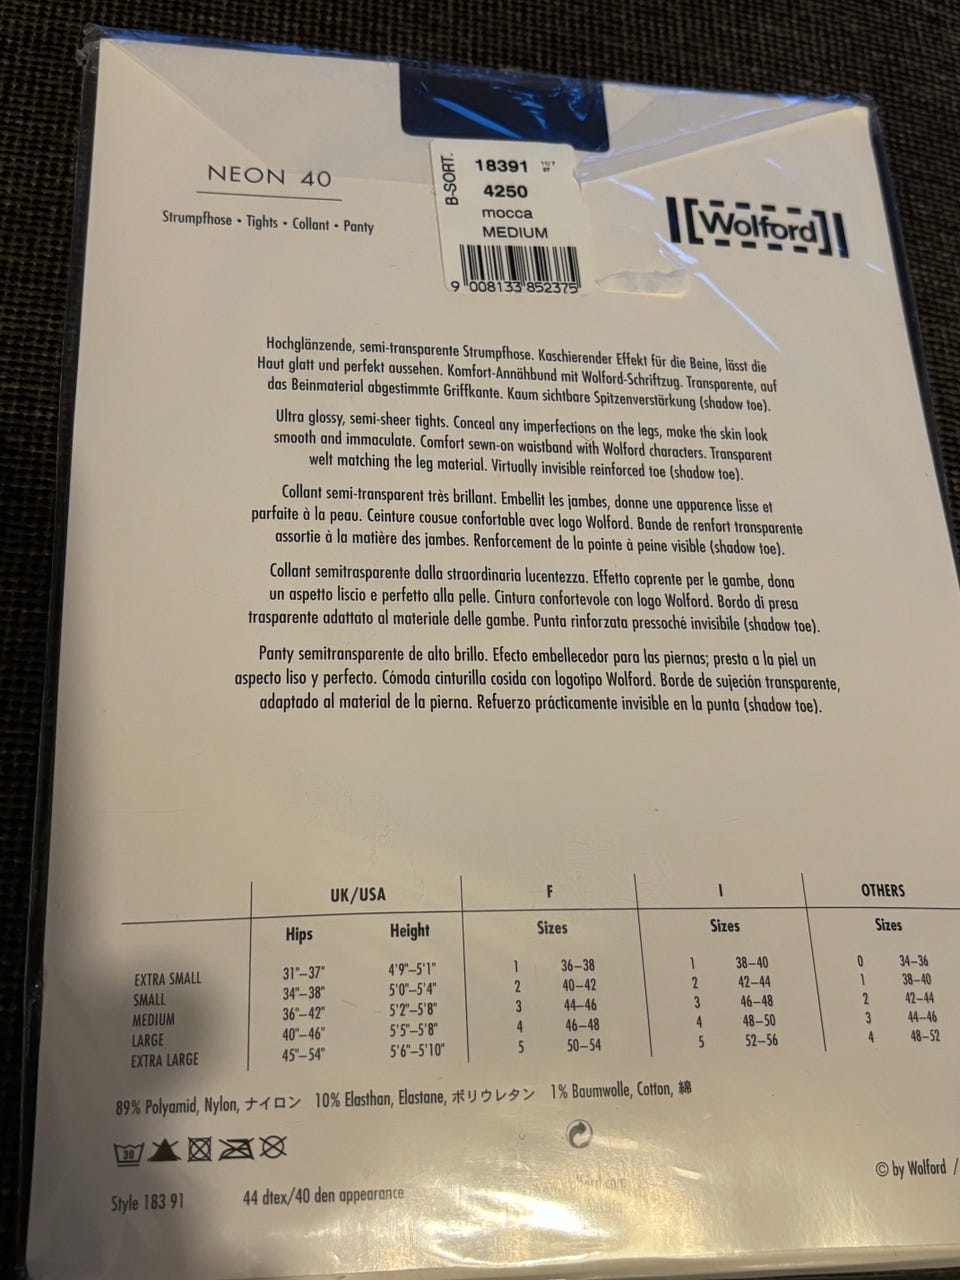 NEON 40
Strumpfhose • Tights • Collant • Panty
B-SORT.
18391
4250
mocca
MEDIUM
9 008133 852375
[Wolford]
Hochglänzende, semi-transparente Strumpfhose. Kaschierender Effekt für die Beine, lässt die
Haut glatt und perfekt aussehen. Komfort-Annähbund mit Wolford-Schriftzug. Transparente, auf
das Beinmaterial abgestimmte Griffkante. Kaum sichtbare Spitzenverstärkung (shadow toe).
Ultra glossy, semi-sheer tights. Conceal any imperfections on the legs, make the skin look
smooth and immaculate. Comfort sewn-on waistband with Wolford characters. Transparent
welt matching the leg material. Virtually invisible reinforced toe (shadow toe).
Collant semi-transparent très brillant. Embellit les jambes, donne une apparence lisse et
parfaite à la peau. Ceinture cousue confortable avec logo Wolford. Bande de renfort transparente
assortie à la matière des jambes. Renforcement de la pointe à peine visible (shadow toe).
Collant semitrasparente dalla straordinaria lucentezza. Effetto coprente per le gambe, dona
un aspetto liscio e perfetto alla pelle. Cintura confortevole con logo Wolford. Bordo di presa
trasparente adattato al materiale delle gambe. Punta rinforzata pressoché invisibile (shadow toe).
Panty semitransparente de alto brillo. Efecto embellecedor para las piernas; presta a la piel un
aspecto liso y perfecto. Cómoda cinturilla cosida con logotipo Wolford. Borde de sujeción transparente,
adaptado al material de la pierna. Refuerzo prácticamente invisible en la punta (shadow toe).
UK/USA F I OTHERS
Hips Height Sizes Sizes Sizes
EXTRA SMALL 31"–37" 4'9"–5'1" 1 36–38 1 38–40 0 34–36
SMALL 34"–38" 5'0"–5'4" 2 40–42 2 42–44 1 38–40
MEDIUM 36"–42" 5'2"–5'8" 3 44–46 3 46–48 2 42–44
LARGE 40"–46" 5'5"–5'8" 4 46–48 4 48–50 3 44–46
EXTRA LARGE 45"–54" 5'6"–5'10" 5 50–54 5 52–56 4 48–52
89% Polyamid, Nylon, ナイロン 10% Elasthan, Elastane, ポリウレタン 1% Baumwolle, Cotton, 綿
30
© by Wolford /
Style 183 91 44 dtex/40 den appearance